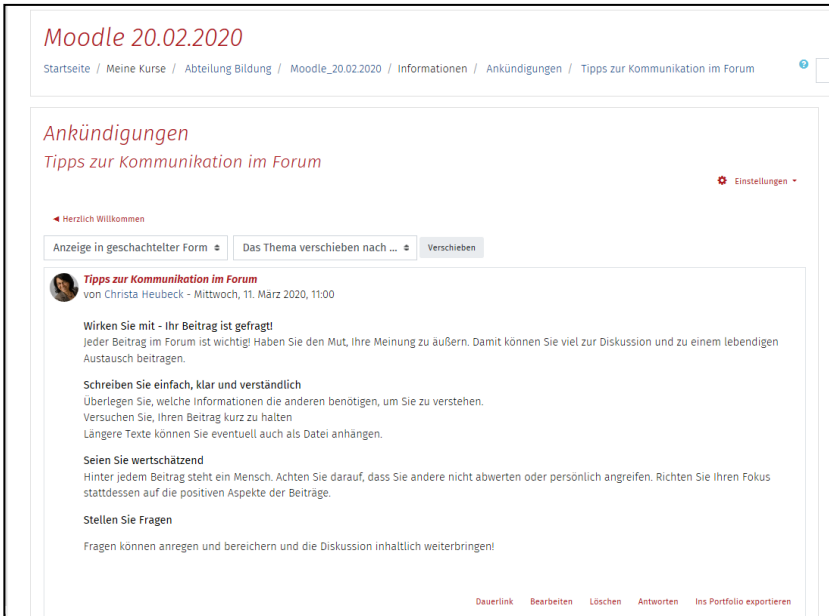 Moodle 20.02.2020
Startseite / Meine Kurse / Abteilung Bildung / Moodle_20.02.2020 / Informationen / Ankündigungen / Tipps zur Kommunikation im Forum
?
Ankündigungen
Tipps zur Kommunikation im Forum
Einstellungen
◄ Herzlich Willkommen
Anzeige in geschachtelter Form Das Thema verschieben nach ... Verschieben
Tipps zur Kommunikation im Forum
von Christa Heubeck - Mittwoch, 11. März 2020, 11:00
Wirken Sie mit - Ihr Beitrag ist gefragt!
Jeder Beitrag im Forum ist wichtig! Haben Sie den Mut, Ihre Meinung zu äußern. Damit können Sie viel zur Diskussion und zu einem lebendigen
Austausch beitragen.
Schreiben Sie einfach, klar und verständlich
Überlegen Sie, welche Informationen die anderen benötigen, um Sie zu verstehen.
Versuchen Sie, Ihren Beitrag kurz zu halten
Längere Texte können Sie eventuell auch als Datei anhängen.
Seien Sie wertschätzend
Hinter jedem Beitrag steht ein Mensch. Achten Sie darauf, dass Sie andere nicht abwerten oder persönlich angreifen. Richten Sie Ihren Fokus
stattdessen auf die positiven Aspekte der Beiträge.
Stellen Sie Fragen
Fragen können anregen und bereichern und die Diskussion inhaltlich weiterbringen!
Dauerlink Bearbeiten Löschen Antworten Ins Portfolio exportieren